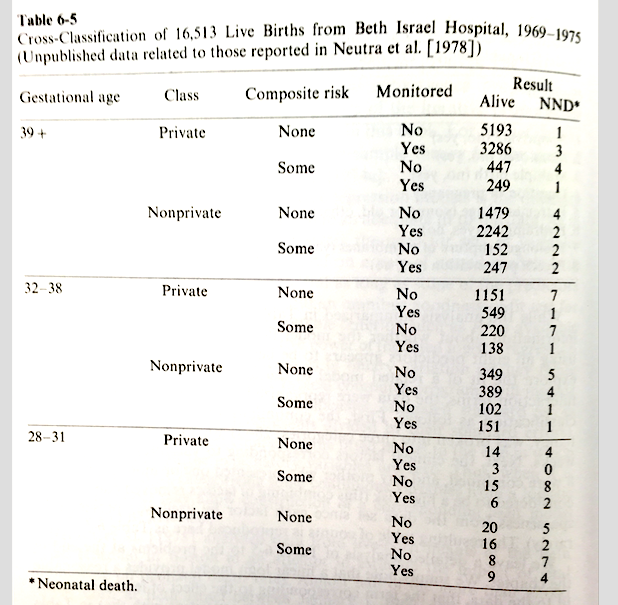 Table 6-5
Cross-Classification of 16,513 Live Births from Beth Israel Hospital, 1969–1975
(Unpublished data related to those reported in Neutra et al. [1978])
Result
Gestational age Class Composite risk Monitored Alive NND*
39 + Private None No 5193 1
Yes 3286 3
Some No 447 4
Yes 249 1
Nonprivate None No 1479 4
Yes 2242 2
Some No 152 2
Yes 247 2
32–38 Private None No 1151 7
Yes 549 1
Some No 220 7
Yes 138 1
Nonprivate None No 349 5
Yes 389 4
Some No 102 1
Yes 151 1
28–31 Private None No 14 4
Yes 3 0
Some No 15 8
Yes 6 2
Nonprivate None No 20 5
Yes 16 2
Some No 8 7
Yes 9 4
*Neonatal death.